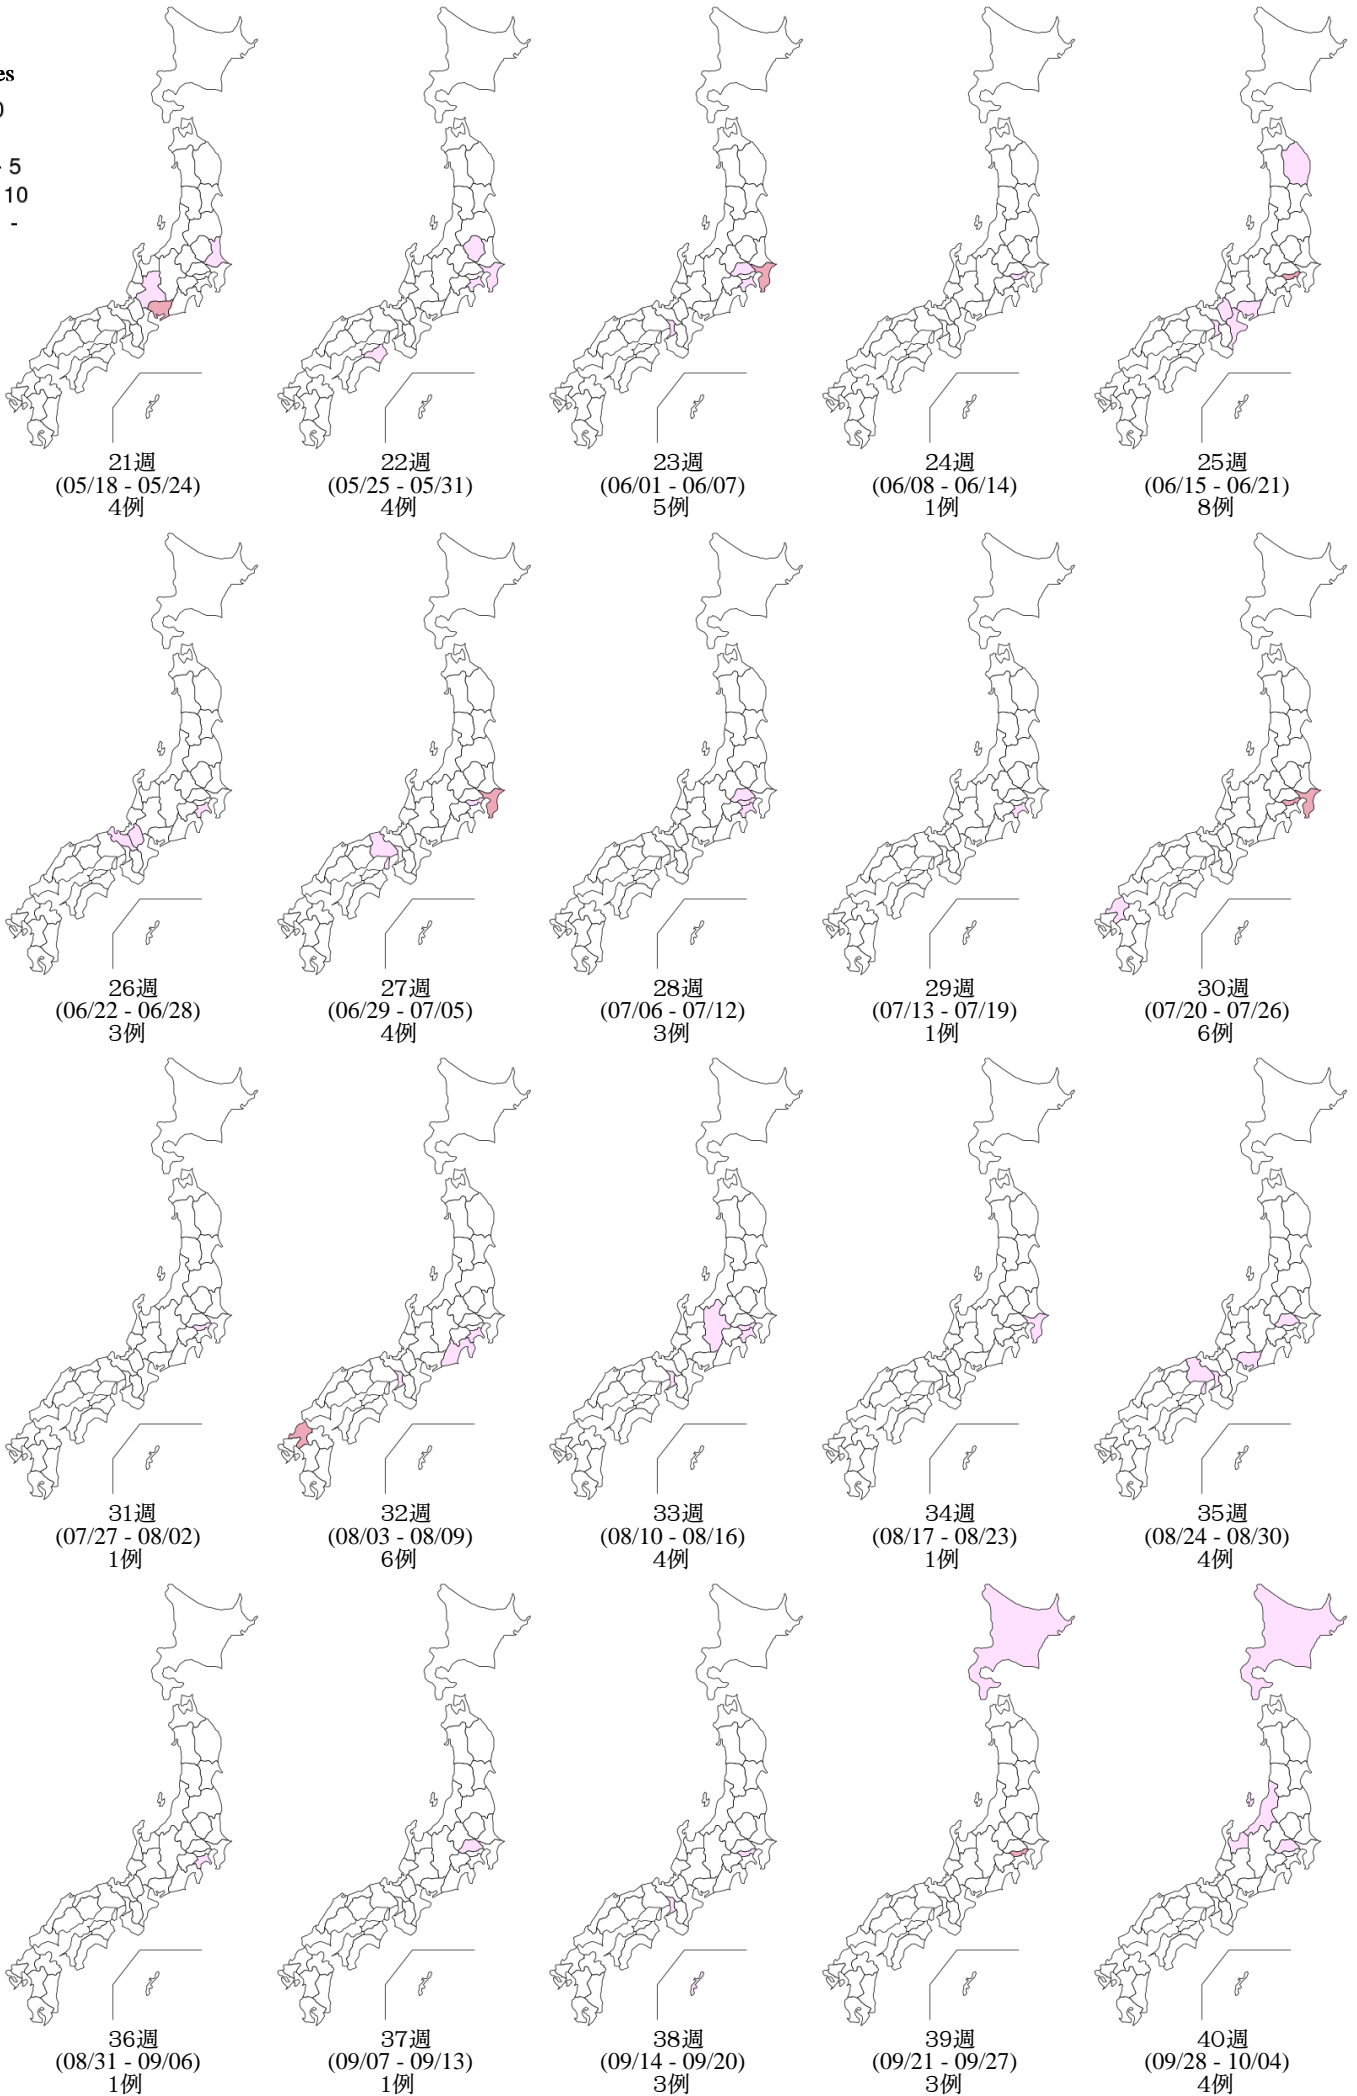 es
0
- 5
10
-
21週
(05/18 - 05/24)
4例
22週
(05/25 - 05/31)
4例
23週
(06/01 - 06/07)
5例
24週
(06/08 - 06/14)
1例
25週
(06/15 - 06/21)
8例
26週
(06/22 - 06/28)
3例
27週
(06/29 - 07/05)
4例
28週
(07/06 - 07/12)
3例
29週
(07/13 - 07/19)
1例
30週
(07/20 - 07/26)
6例
31週
(07/27 - 08/02)
1例
32週
(08/03 - 08/09)
6例
33週
(08/10 - 08/16)
4例
34週
(08/17 - 08/23)
1例
35週
(08/24 - 08/30)
4例
36週
(08/31 - 09/06)
1例
37週
(09/07 - 09/13)
1例
38週
(09/14 - 09/20)
3例
39週
(09/21 - 09/27)
3例
40週
(09/28 - 10/04)
4例